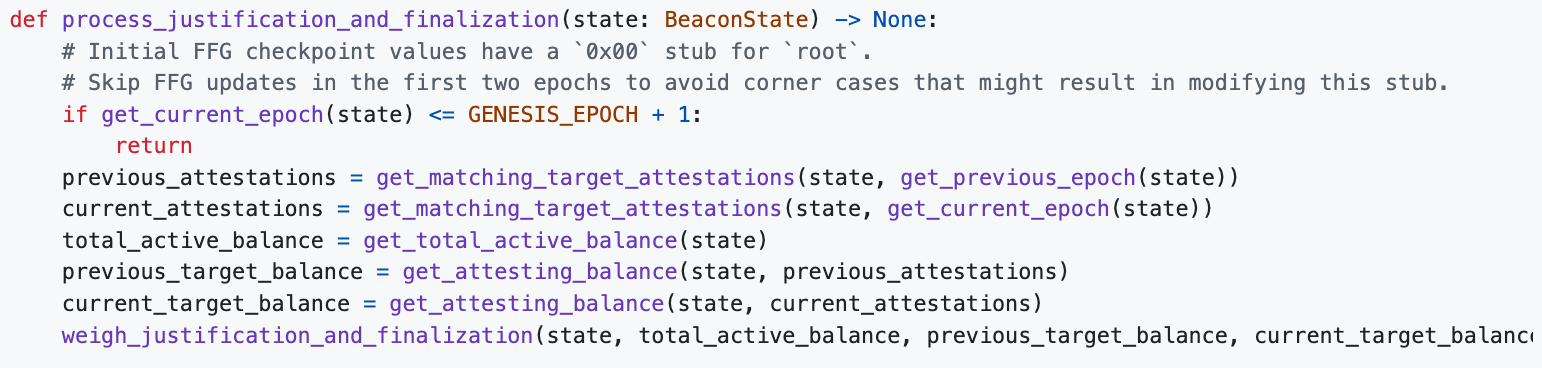 def process_justification_and_finalization(state: BeaconState) -> None:
    # Initial FFG checkpoint values have a `0x00` stub for `root`.
    # Skip FFG updates in the first two epochs to avoid corner cases that might result in modifying this stub.
    if get_current_epoch(state) <= GENESIS_EPOCH + 1:
        return
    previous_attestations = get_matching_target_attestations(state, get_previous_epoch(state))
    current_attestations = get_matching_target_attestations(state, get_current_epoch(state))
    total_active_balance = get_total_active_balance(state)
    previous_target_balance = get_attesting_balance(state, previous_attestations)
    current_target_balance = get_attesting_balance(state, current_attestations)
    weigh_justification_and_finalization(state, total_active_balance, previous_target_balance, current_target_balanc